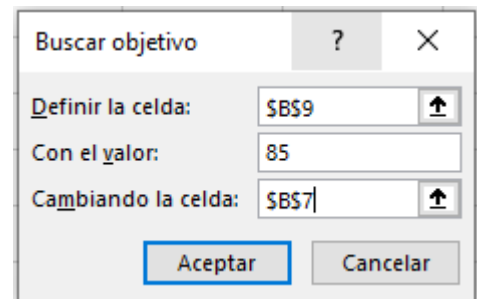 Buscar objetivo ? ×
Definir la celda: $B$9
Con el valor: 85
Cambiando la celda: $B$7
Aceptar Cancelar